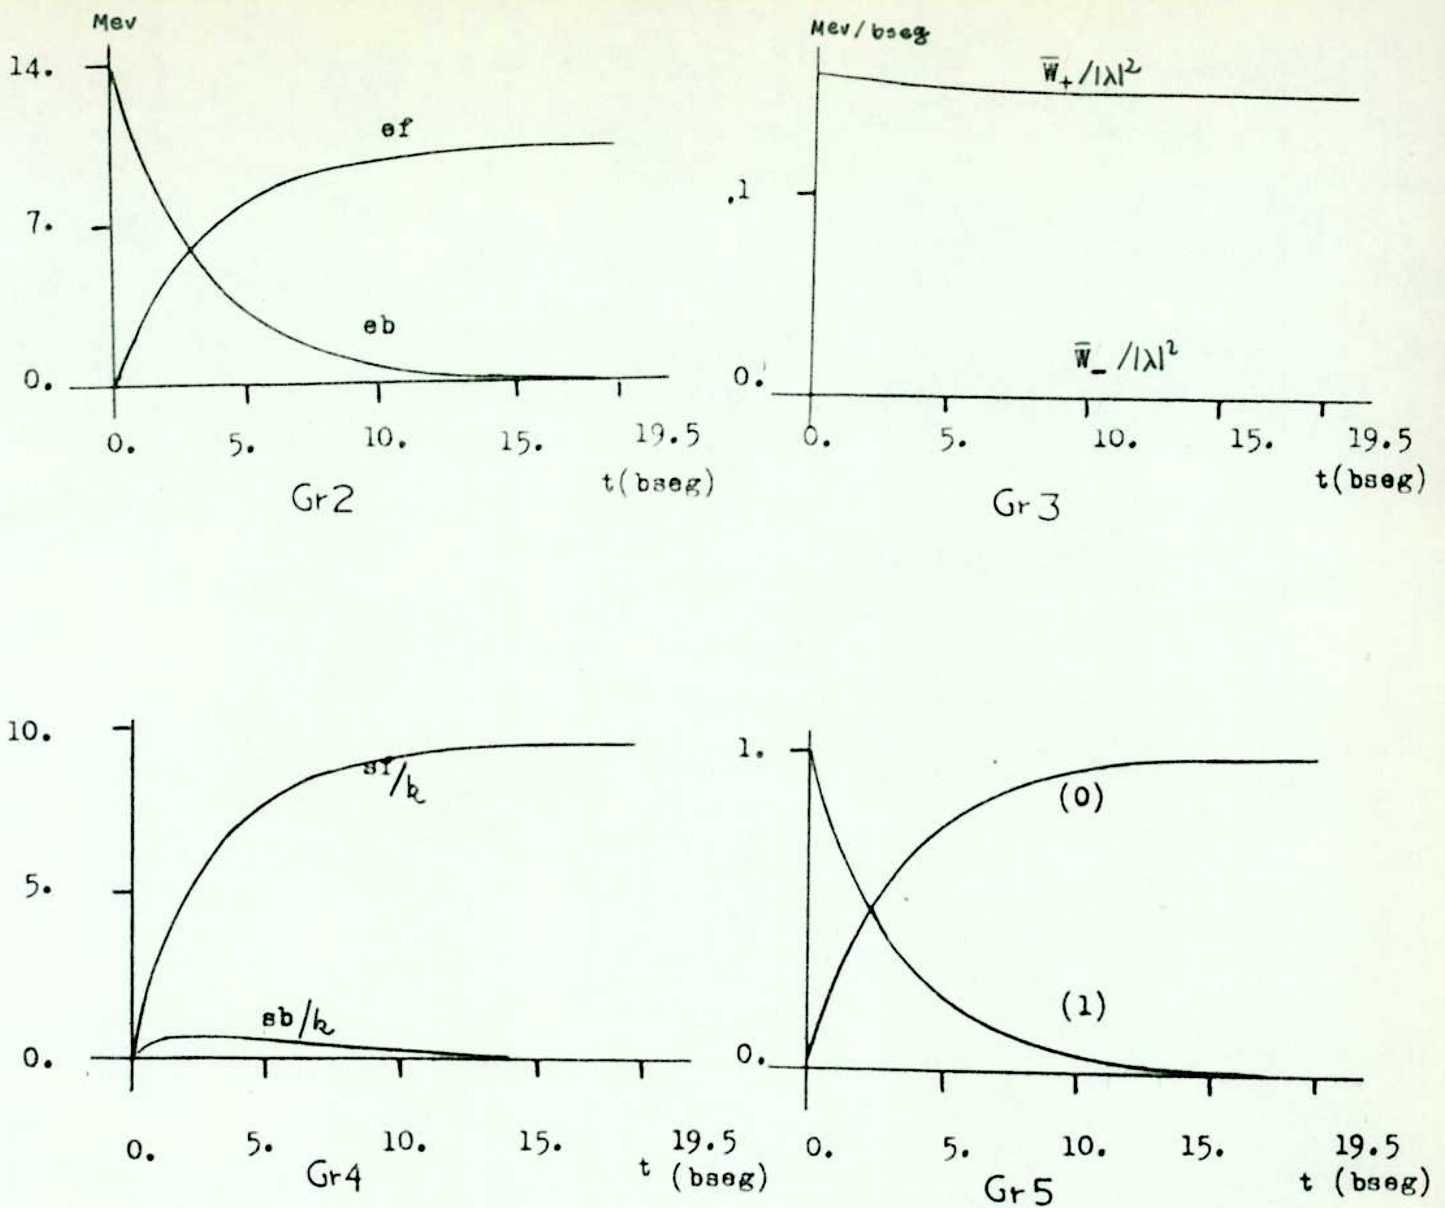 Mev
14.
ef
7.
eb
0.
0. 5. 10. 15. 19.5
t(bseg)
Gr2
Mev/bseg
W̅₊/|λ|²
.1
W̅₋/|λ|²
0.
0. 5. 10. 15. 19.5
t(bseg)
Gr3
10.
sf/k
5.
sb/k
0.
0. 5. 10. 15. 19.5
t (bseg)
Gr4
1.
(0)
(1)
0.
0. 5. 10. 15. 19.5
t (bseg)
Gr5